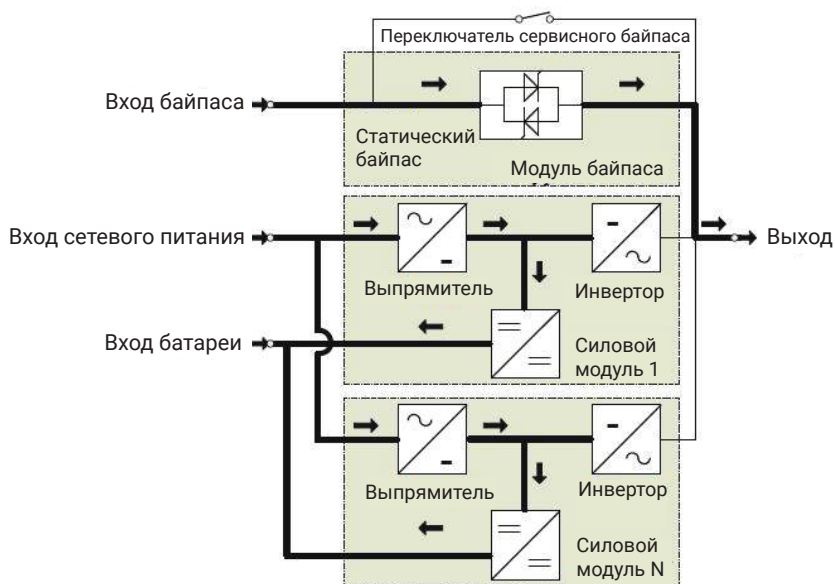 Переключатель сервисного байпаса
Вход байпаса
Статический
байпас
Модуль байпаса
Вход сетевого питания
Выход
Выпрямитель
Инвертор
Вход батареи
Силовой
модуль 1
Выпрямитель
Инвертор
Силовой
модуль N